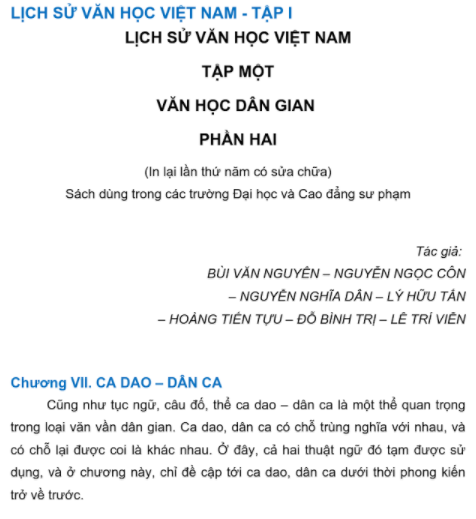 LỊCH SỬ VĂN HỌC VIỆT NAM - TẬP I
LỊCH SỬ VĂN HỌC VIỆT NAM
TẬP MỘT
VĂN HỌC DÂN GIAN
PHẦN HAI
(In lại lần thứ năm có sửa chữa)
Sách dùng trong các trường Đại học và Cao đẳng sư phạm
Tác giả:
BÙI VĂN NGUYÊN – NGUYỄN NGỌC CÔN
– NGUYỄN NGHĨA DÂN – LÝ HỮU TẤN
– HOÀNG TIẾN TỰU – ĐỖ BÌNH TRỊ – LÊ TRÍ VIỄN
Chương VII. CA DAO – DÂN CA
Cũng như tục ngữ, câu đố, thể ca dao – dân ca là một thể quan trọng
trong loại văn vần dân gian. Ca dao, dân ca có chỗ trùng nghĩa với nhau, và
có chỗ lại được coi là khác nhau. Ở đây, cả hai thuật ngữ đó tạm được sử
dụng, và ở chương này, chỉ đề cập tới ca dao, dân ca dưới thời phong kiến
trở về trước.